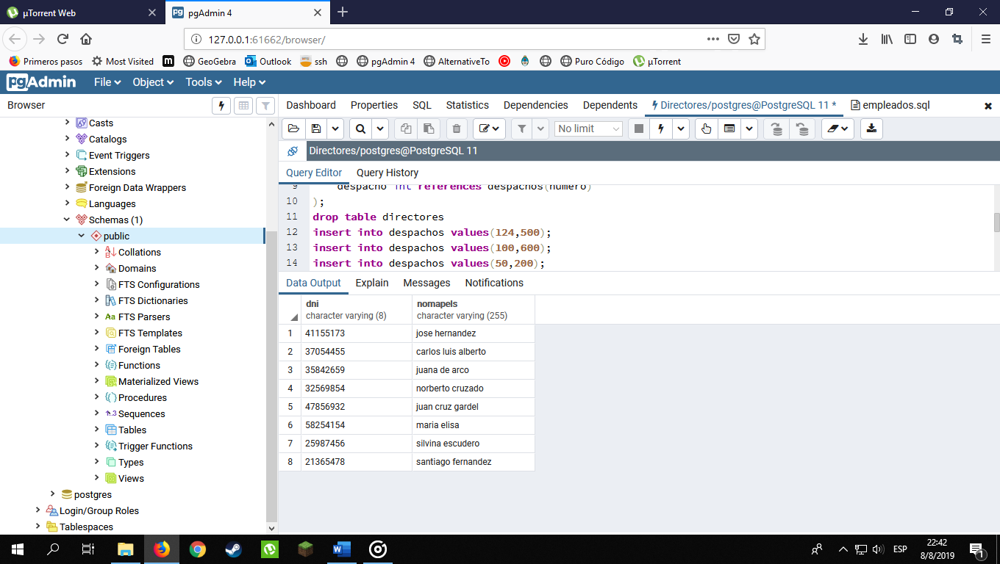 µTorrent Web
pgAdmin 4
127.0.0.1:61662/browser/
Primeros pasos
Most Visited
m
GeoGebra
Outlook
ssh
pgAdmin 4
AlternativeTo
Puro Código
µTorrent
pgAdmin
File
Object
Tools
Help
Browser
Dashboard
Properties
SQL
Statistics
Dependencies
Dependents
Directores/postgres@PostgreSQL 11 *
empleados.sql
Casts
Catalogs
Event Triggers
Extensions
Foreign Data Wrappers
Languages
Schemas (1)
public
Collations
Domains
FTS Configurations
FTS Dictionaries
FTS Parsers
FTS Templates
Foreign Tables
Functions
Materialized Views
Procedures
Sequences
Tables
Trigger Functions
Types
Views
postgres
Login/Group Roles
Tablespaces
No limit
Directores/postgres@PostgreSQL 11
Query Editor
Query History
9 despacho int references despachos(numero)
10 );
11 drop table directores
12 insert into despachos values(124,500);
13 insert into despachos values(100,600);
14 insert into despachos values(50,200);
Data Output
Explain
Messages
Notifications
dni
character varying (8)
nomapels
character varying (255)
1 41155173 jose hernandez
2 37054455 carlos luis alberto
3 35842659 juana de arco
4 32569854 norberto cruzado
5 47856932 juan cruz gardel
6 58254154 maria elisa
7 25987456 silvina escudero
8 21365478 santiago fernandez
ESP
22:42
8/8/2019
1